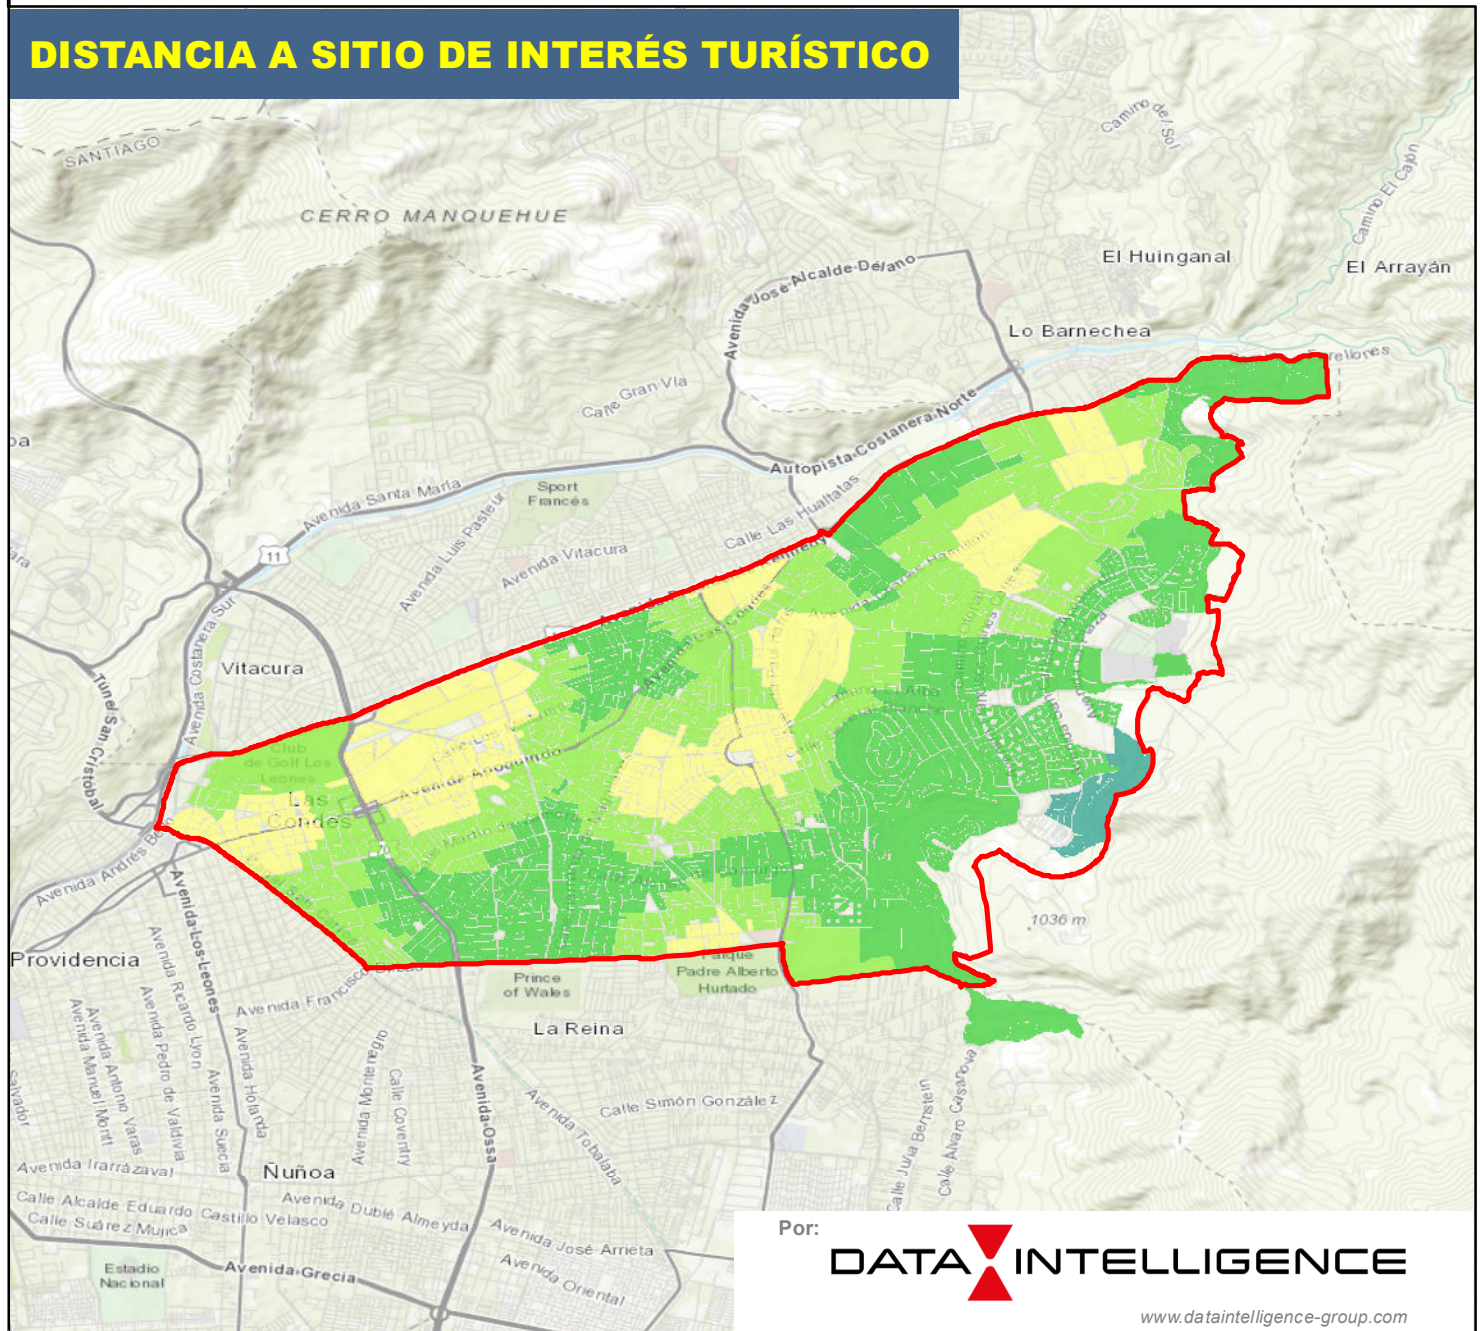 DISTANCIA A SITIO DE INTERÉS TURÍSTICO
SANTIAGO
CERRO MANQUEHUE
Camino del Sol
Camino El Cajón
El Huinganal
El Arrayán
Avenida José Alcalde Délano
Lo Barnechea
Farellones
Calle Gran Vía
Autopista Costanera Norte
Avenida Santa María
Sport
Francés
Avenida Luis Pasteur
Calle Las Hualtatas
Avenida Vitacura
11
Kennedy
Avenida Costanera Sur
Vitacura
Túnel San Cristóbal
Avenida Las Condes
Club
de Golf Los
Leones
Avenida Apoquindo
Las
Condes
Avenida Andrés Bello
70
1036 m
Providencia
Avenida Los Leones
Avenida Ricardo Lyon
Avenida Pedro de Valdivia
Avenida Antonio Varas
Avenida Manuel Montt
Salvador
Avenida Suecia
Avenida Holanda
Prince
of Wales
Parque
Padre Alberto
Hurtado
La Reina
Avenida Montenegro
Calle Coventry
Avenida Ossa
Avenida Tobalaba
Calle Simón González
Calle Julia Bernstein
Calle Álvaro Casanova
Avenida Irarrázaval
Ñuñoa
Calle Alcalde Eduardo Castillo Velasco
Avenida Dublé Almeyda
Calle Suárez Mujica
Avenida José Arrieta
Avenida Oriental
Estadio
Nacional
Avenida Grecia
Por:
DATA INTELLIGENCE
www.dataintelligence-group.com